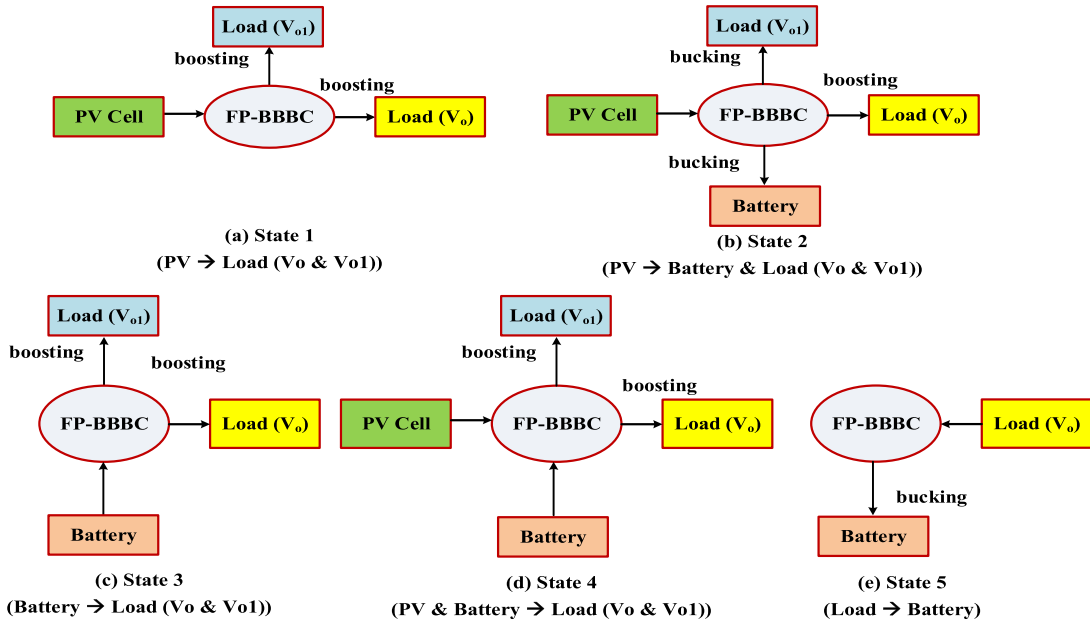 Load (Vo1)
boosting
boosting
PV Cell
FP-BBBC
Load (Vo)
(a) State 1
(PV → Load (Vo & Vo1))
Load (Vo1)
bucking
boosting
PV Cell
FP-BBBC
Load (Vo)
bucking
Battery
(b) State 2
(PV → Battery & Load (Vo & Vo1))
Load (Vo1)
boosting
boosting
FP-BBBC
Load (Vo)
Battery
(c) State 3
(Battery → Load (Vo & Vo1))
Load (Vo1)
boosting
boosting
PV Cell
FP-BBBC
Load (Vo)
Battery
(d) State 4
(PV & Battery → Load (Vo & Vo1))
FP-BBBC
Load (Vo)
bucking
Battery
(e) State 5
(Load → Battery)